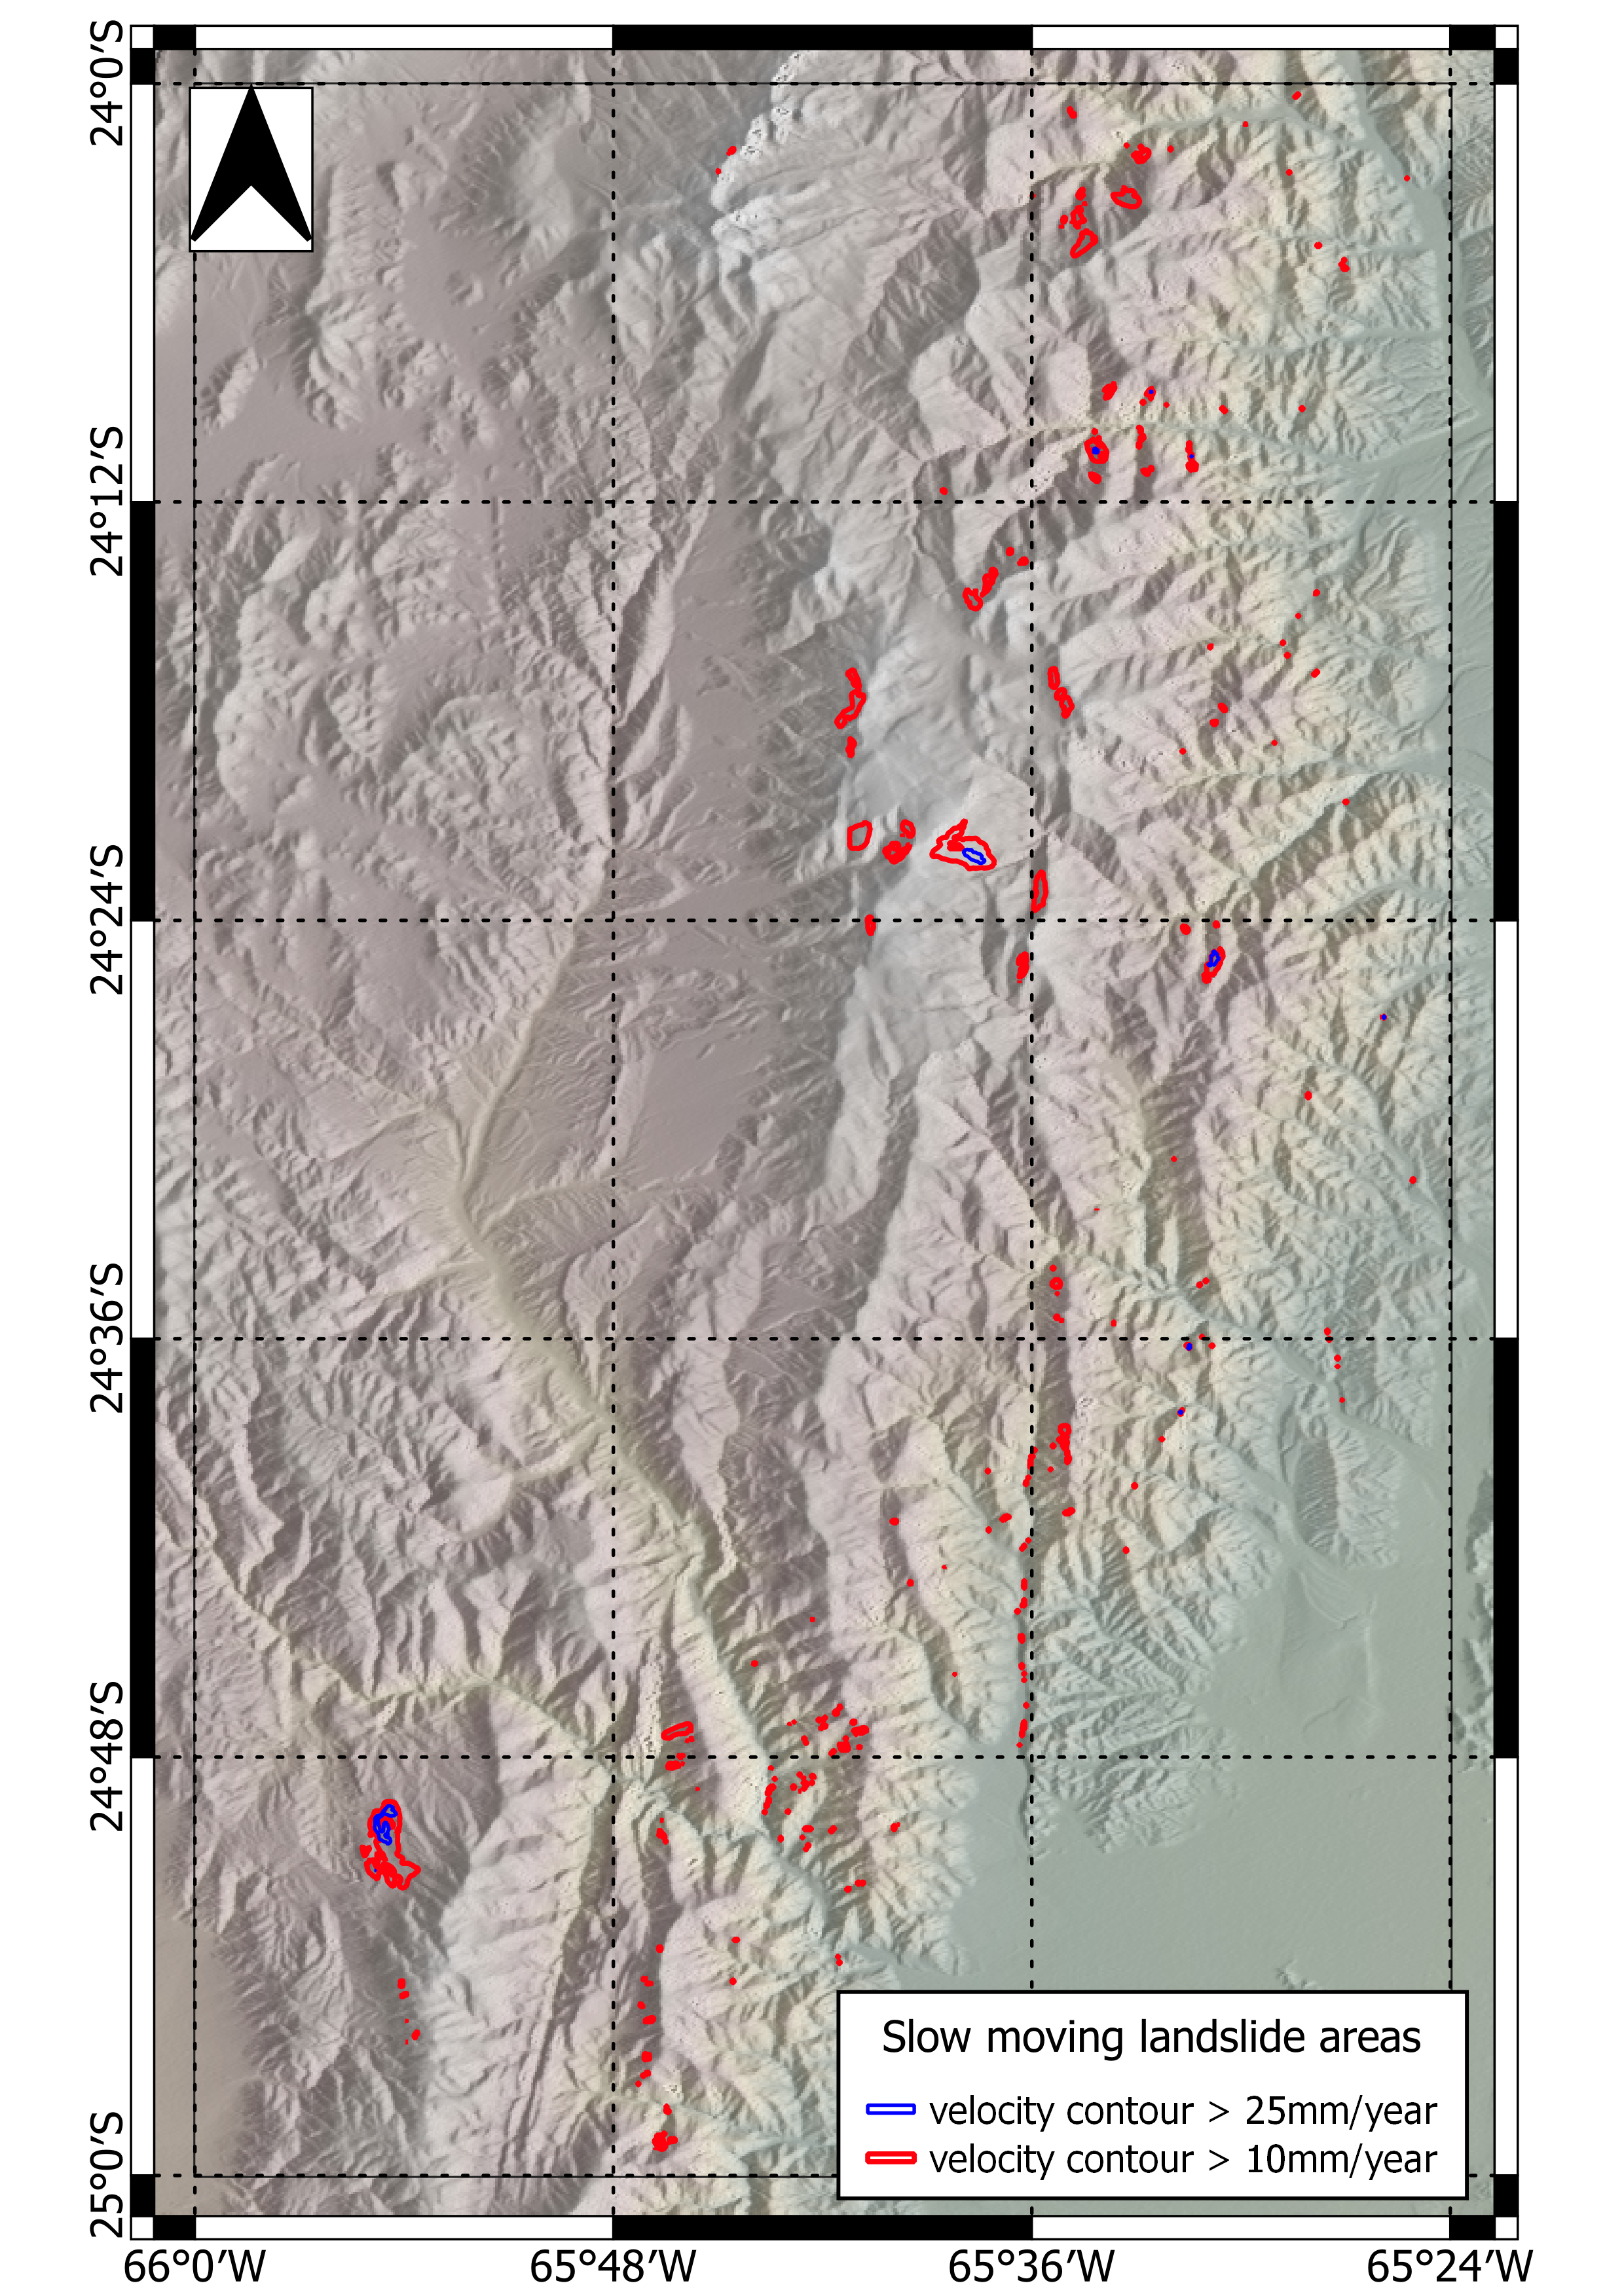 24°0′S
24°12′S
24°24′S
24°36′S
24°48′S
25°0′S
Slow moving landslide areas
velocity contour > 25mm/year
velocity contour > 10mm/year
66°0′W
65°48′W
65°36′W
65°24′W